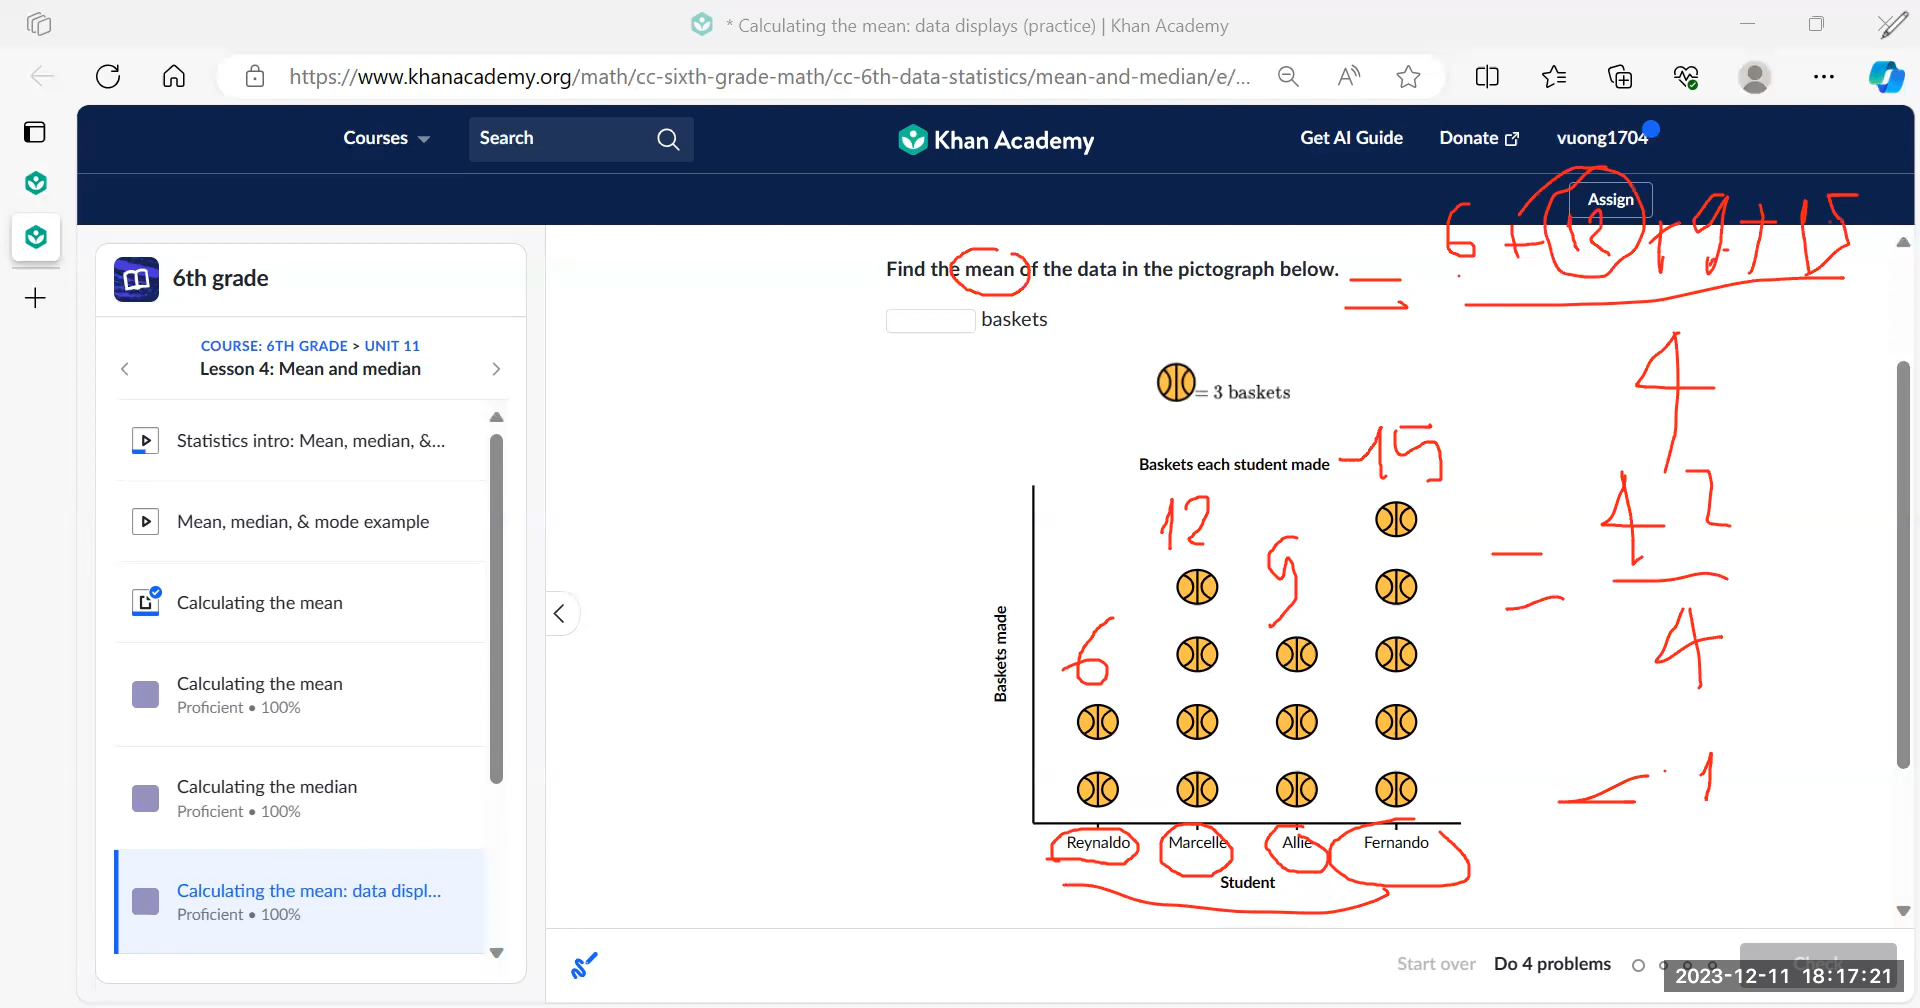 * Calculating the mean: data displays (practice) | Khan Academy
https://www.khanacademy.org/math/cc-sixth-grade-math/cc-6th-data-statistics/mean-and-median/e/...
Courses
Search
Khan Academy
Get AI Guide
Donate
vuong1704
Assign
6 + 12 + 9 + 15
4
= 42
4
= 1
6th grade
COURSE: 6TH GRADE > UNIT 11
Lesson 4: Mean and median
Statistics intro: Mean, median, &...
Mean, median, & mode example
Calculating the mean
Calculating the mean
Proficient • 100%
Calculating the median
Proficient • 100%
Calculating the mean: data displ...
Proficient • 100%
Find the mean of the data in the pictograph below. =
baskets
= 3 baskets
Baskets each student made
15
12
9
6
Baskets made
Reynaldo Marcelle Allie Fernando
Student
Start over
Do 4 problems
Check
2023-12-11 18:17:21